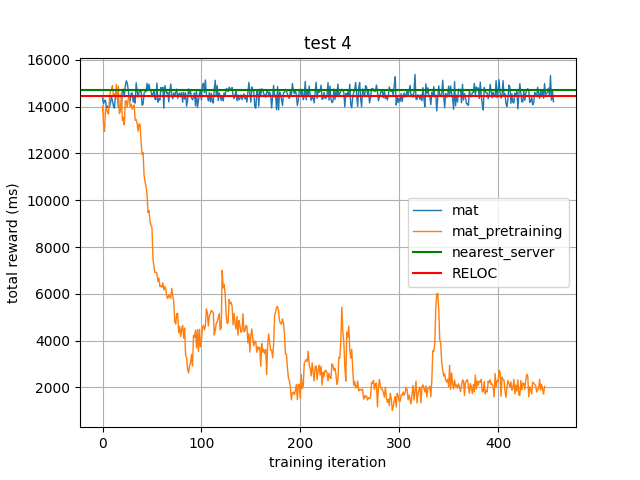 test 4
total reward (ms)
16000
14000
12000
10000
8000
6000
4000
2000
mat
mat_pretraining
nearest_server
RELOC
0 100 200 300 400
training iteration